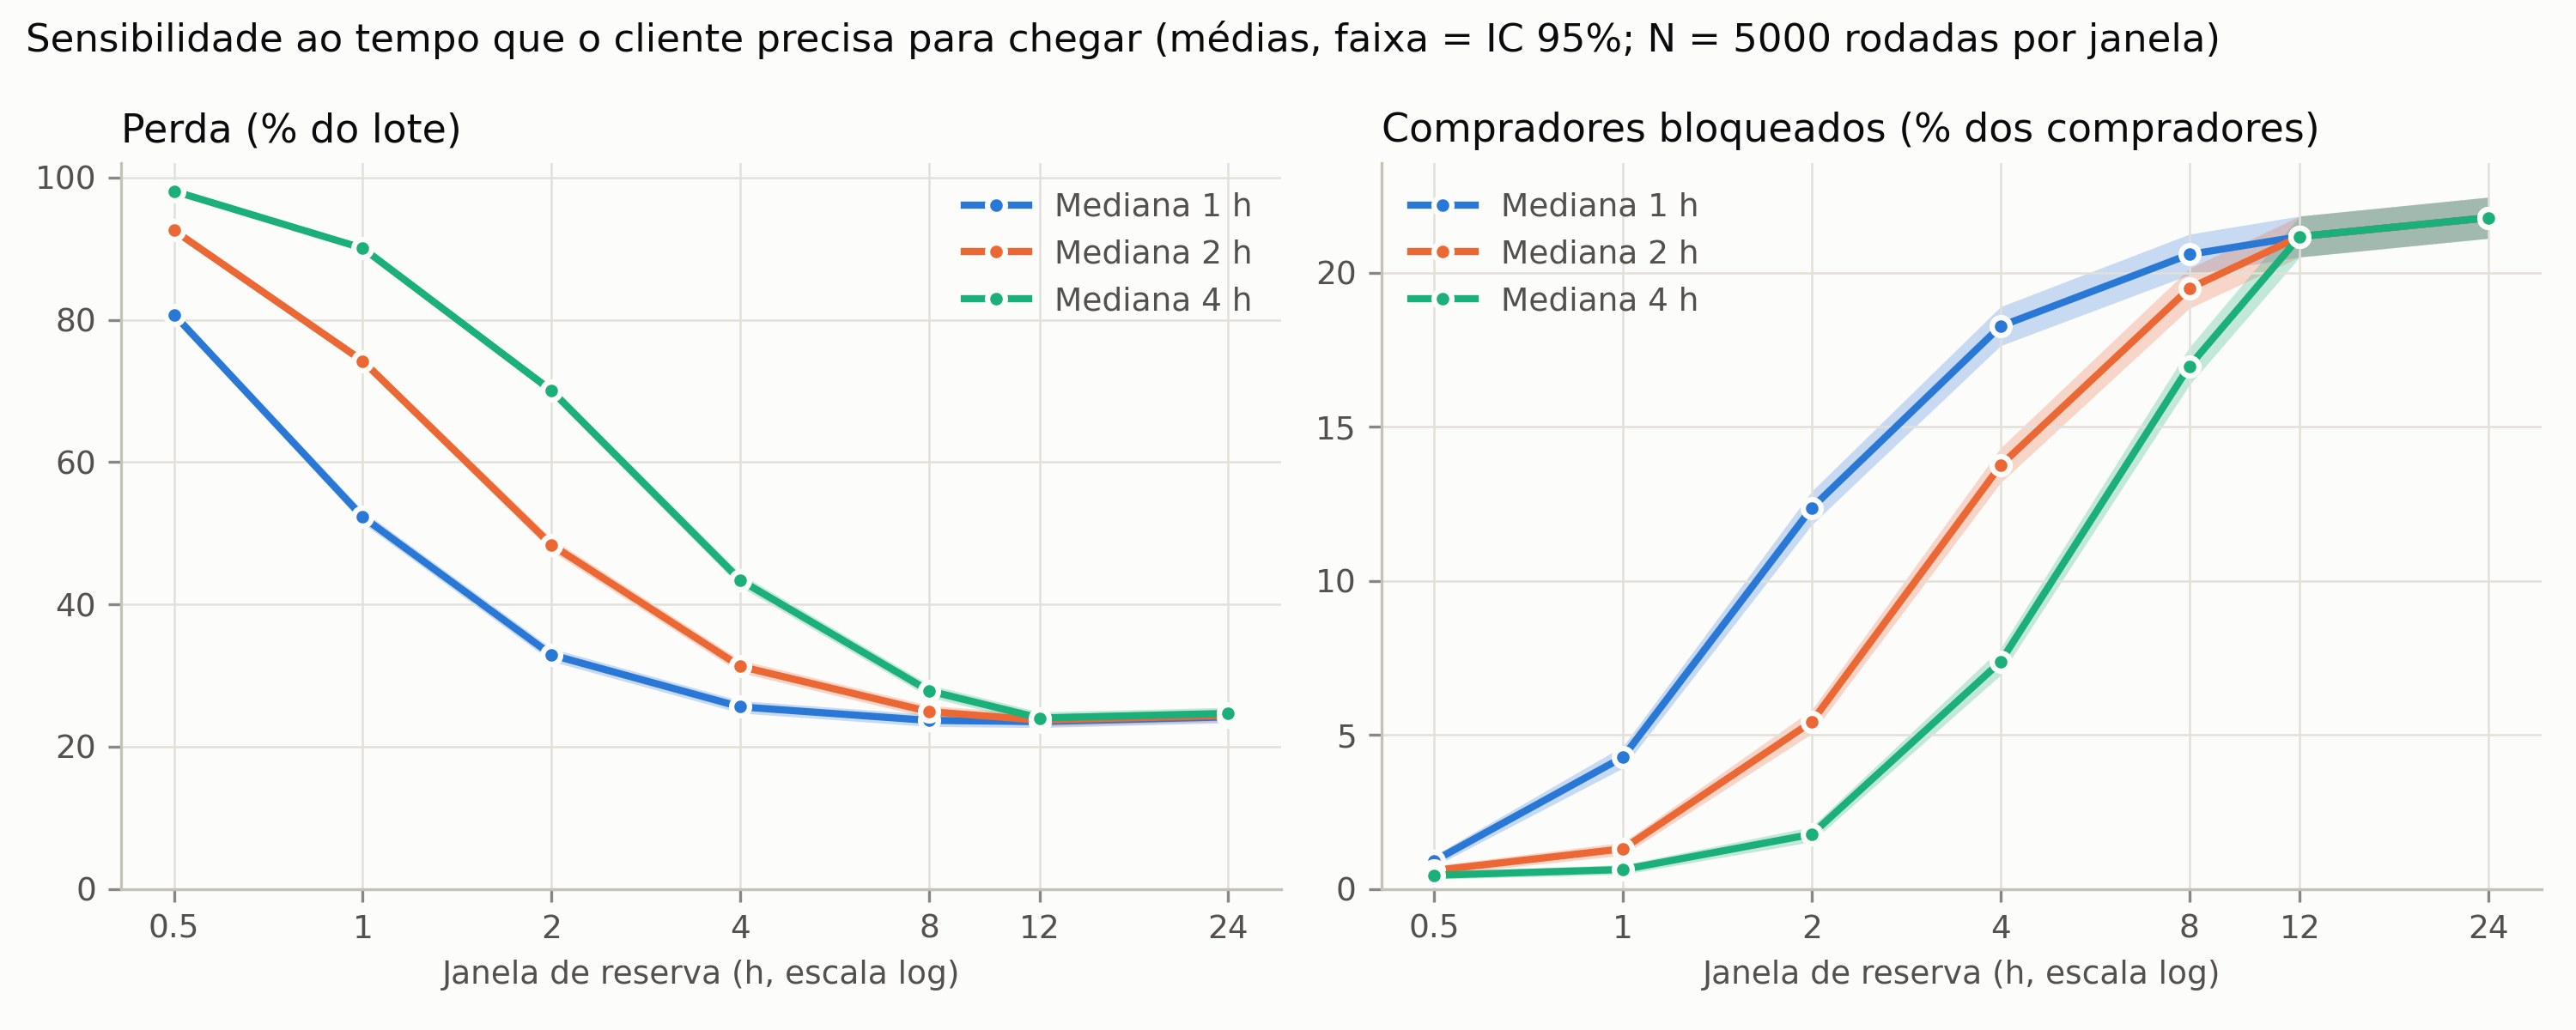 Sensibilidade ao tempo que o cliente precisa para chegar (médias, faixa = IC 95%; N = 5000 rodadas por janela)
Perda (% do lote)
100
80
60
40
20
0
Mediana 1 h
Mediana 2 h
Mediana 4 h
0.5 1 2 4 8 12 24
Janela de reserva (h, escala log)
Compradores bloqueados (% dos compradores)
20
15
10
5
0
Mediana 1 h
Mediana 2 h
Mediana 4 h
0.5 1 2 4 8 12 24
Janela de reserva (h, escala log)